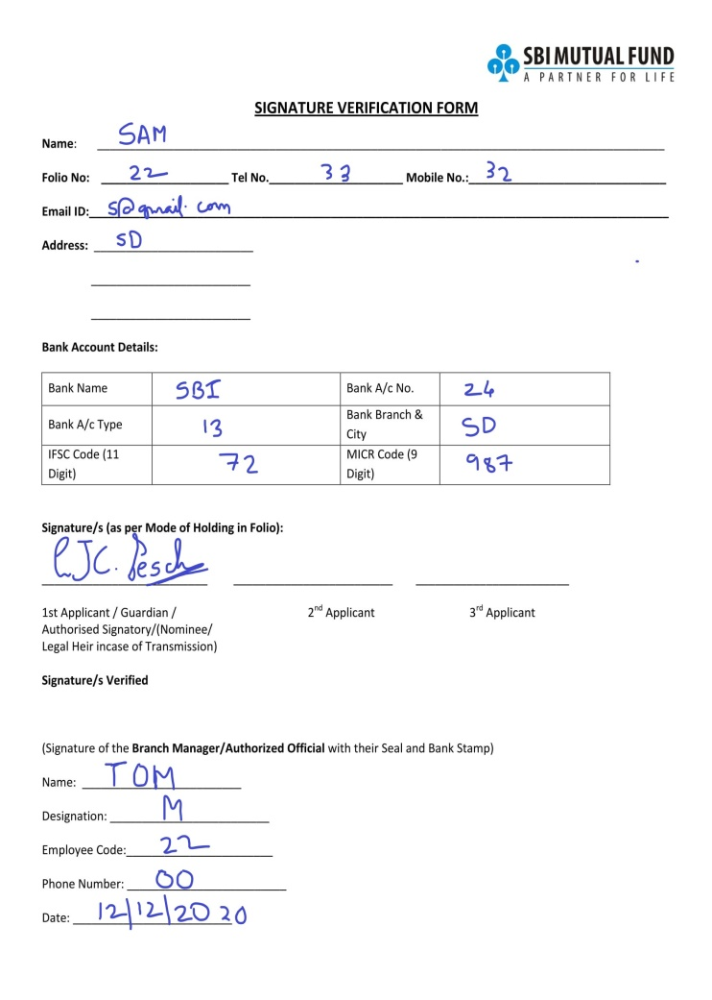 SBI MUTUAL FUND
A PARTNER FOR LIFE
SIGNATURE VERIFICATION FORM
Name: SAM
Folio No: 22 Tel No. 33 Mobile No.: 32
Email ID: s@gmail.com
Address: SD
Bank Account Details:
Bank Name SBI Bank A/c No. 24
Bank A/c Type 13 Bank Branch & City SD
IFSC Code (11 Digit) 72 MICR Code (9 Digit) 987
Signature/s (as per Mode of Holding in Folio):
1st Applicant / Guardian / 2nd Applicant 3rd Applicant
Authorised Signatory/(Nominee/
Legal Heir incase of Transmission)
Signature/s Verified
(Signature of the Branch Manager/Authorized Official with their Seal and Bank Stamp)
Name: TOM
Designation: M
Employee Code: 22
Phone Number: 00
Date: 12/12/2020